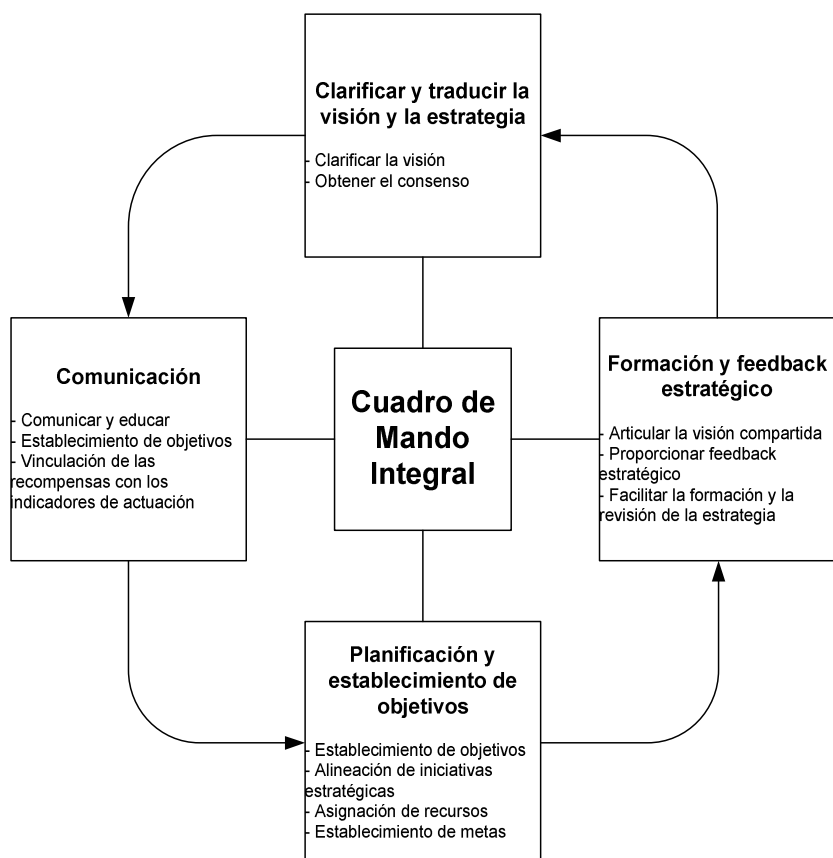 Clarificar y traducir la
visión y la estrategia
- Clarificar la visión
- Obtener el consenso
Comunicación
- Comunicar y educar
- Establecimiento de objetivos
- Vinculación de las
recompensas con los
indicadores de actuación
Cuadro de
Mando
Integral
Formación y feedback
estratégico
- Articular la visión compartida
- Proporcionar feedback
estratégico
- Facilitar la formación y la
revisión de la estrategia
Planificación y
establecimiento de
objetivos
- Establecimiento de objetivos
- Alineación de iniciativas
estratégicas
- Asignación de recursos
- Establecimiento de metas